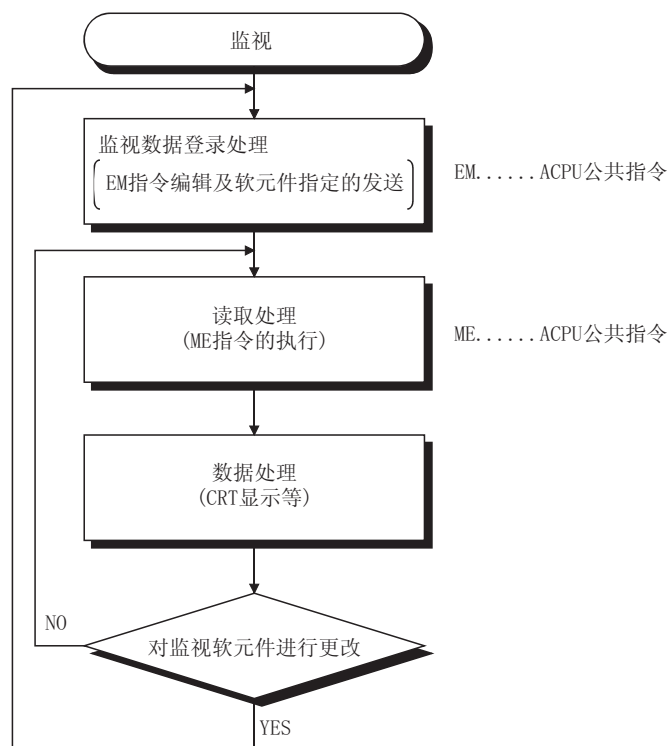 监视
监视数据登录处理
EM指令编辑及软元件指定的发送
EM......ACPU公共指令
读取处理
(ME指令的执行)
ME......ACPU公共指令
数据处理
(CRT显示等)
NO
对监视软元件进行更改
YES